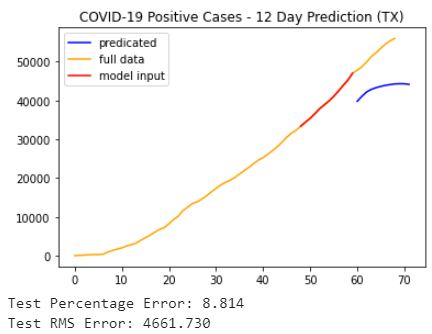 COVID-19 Positive Cases - 12 Day Prediction (TX)
predicated
full data
model input
50000
40000
30000
20000
10000
0
0 10 20 30 40 50 60 70
Test Percentage Error: 8.814
Test RMS Error: 4661.730